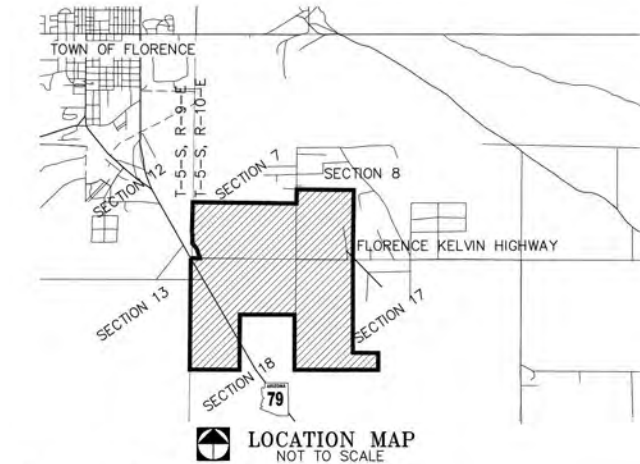 TOWN OF FLORENCE
T-5-S, R-9-E
T-5-S, R-10-E
SECTION 7
SECTION 8
SECTION 12
FLORENCE KELVIN HIGHWAY
SECTION 13
SECTION 17
SECTION 18
ARIZONA
79
LOCATION MAP
NOT TO SCALE